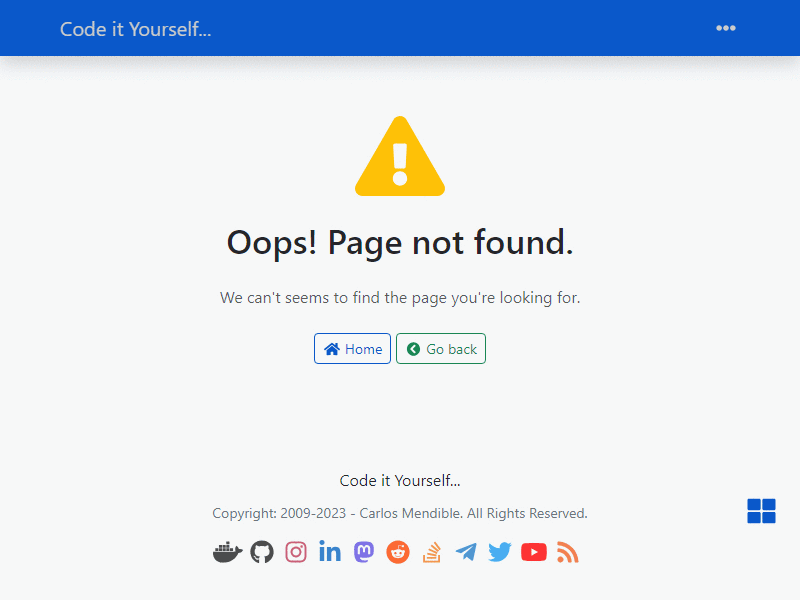 Code it Yourself...
Oops! Page not found.
We can't seems to find the page you're looking for.
Home Go back
Code it Yourself...
Copyright: 2009-2023 - Carlos Mendible. All Rights Reserved.